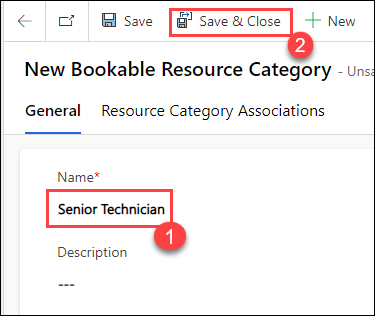 Save Save & Close New
2
New Bookable Resource Category - Unsa
General Resource Category Associations
Name*
Senior Technician
1
Description
---